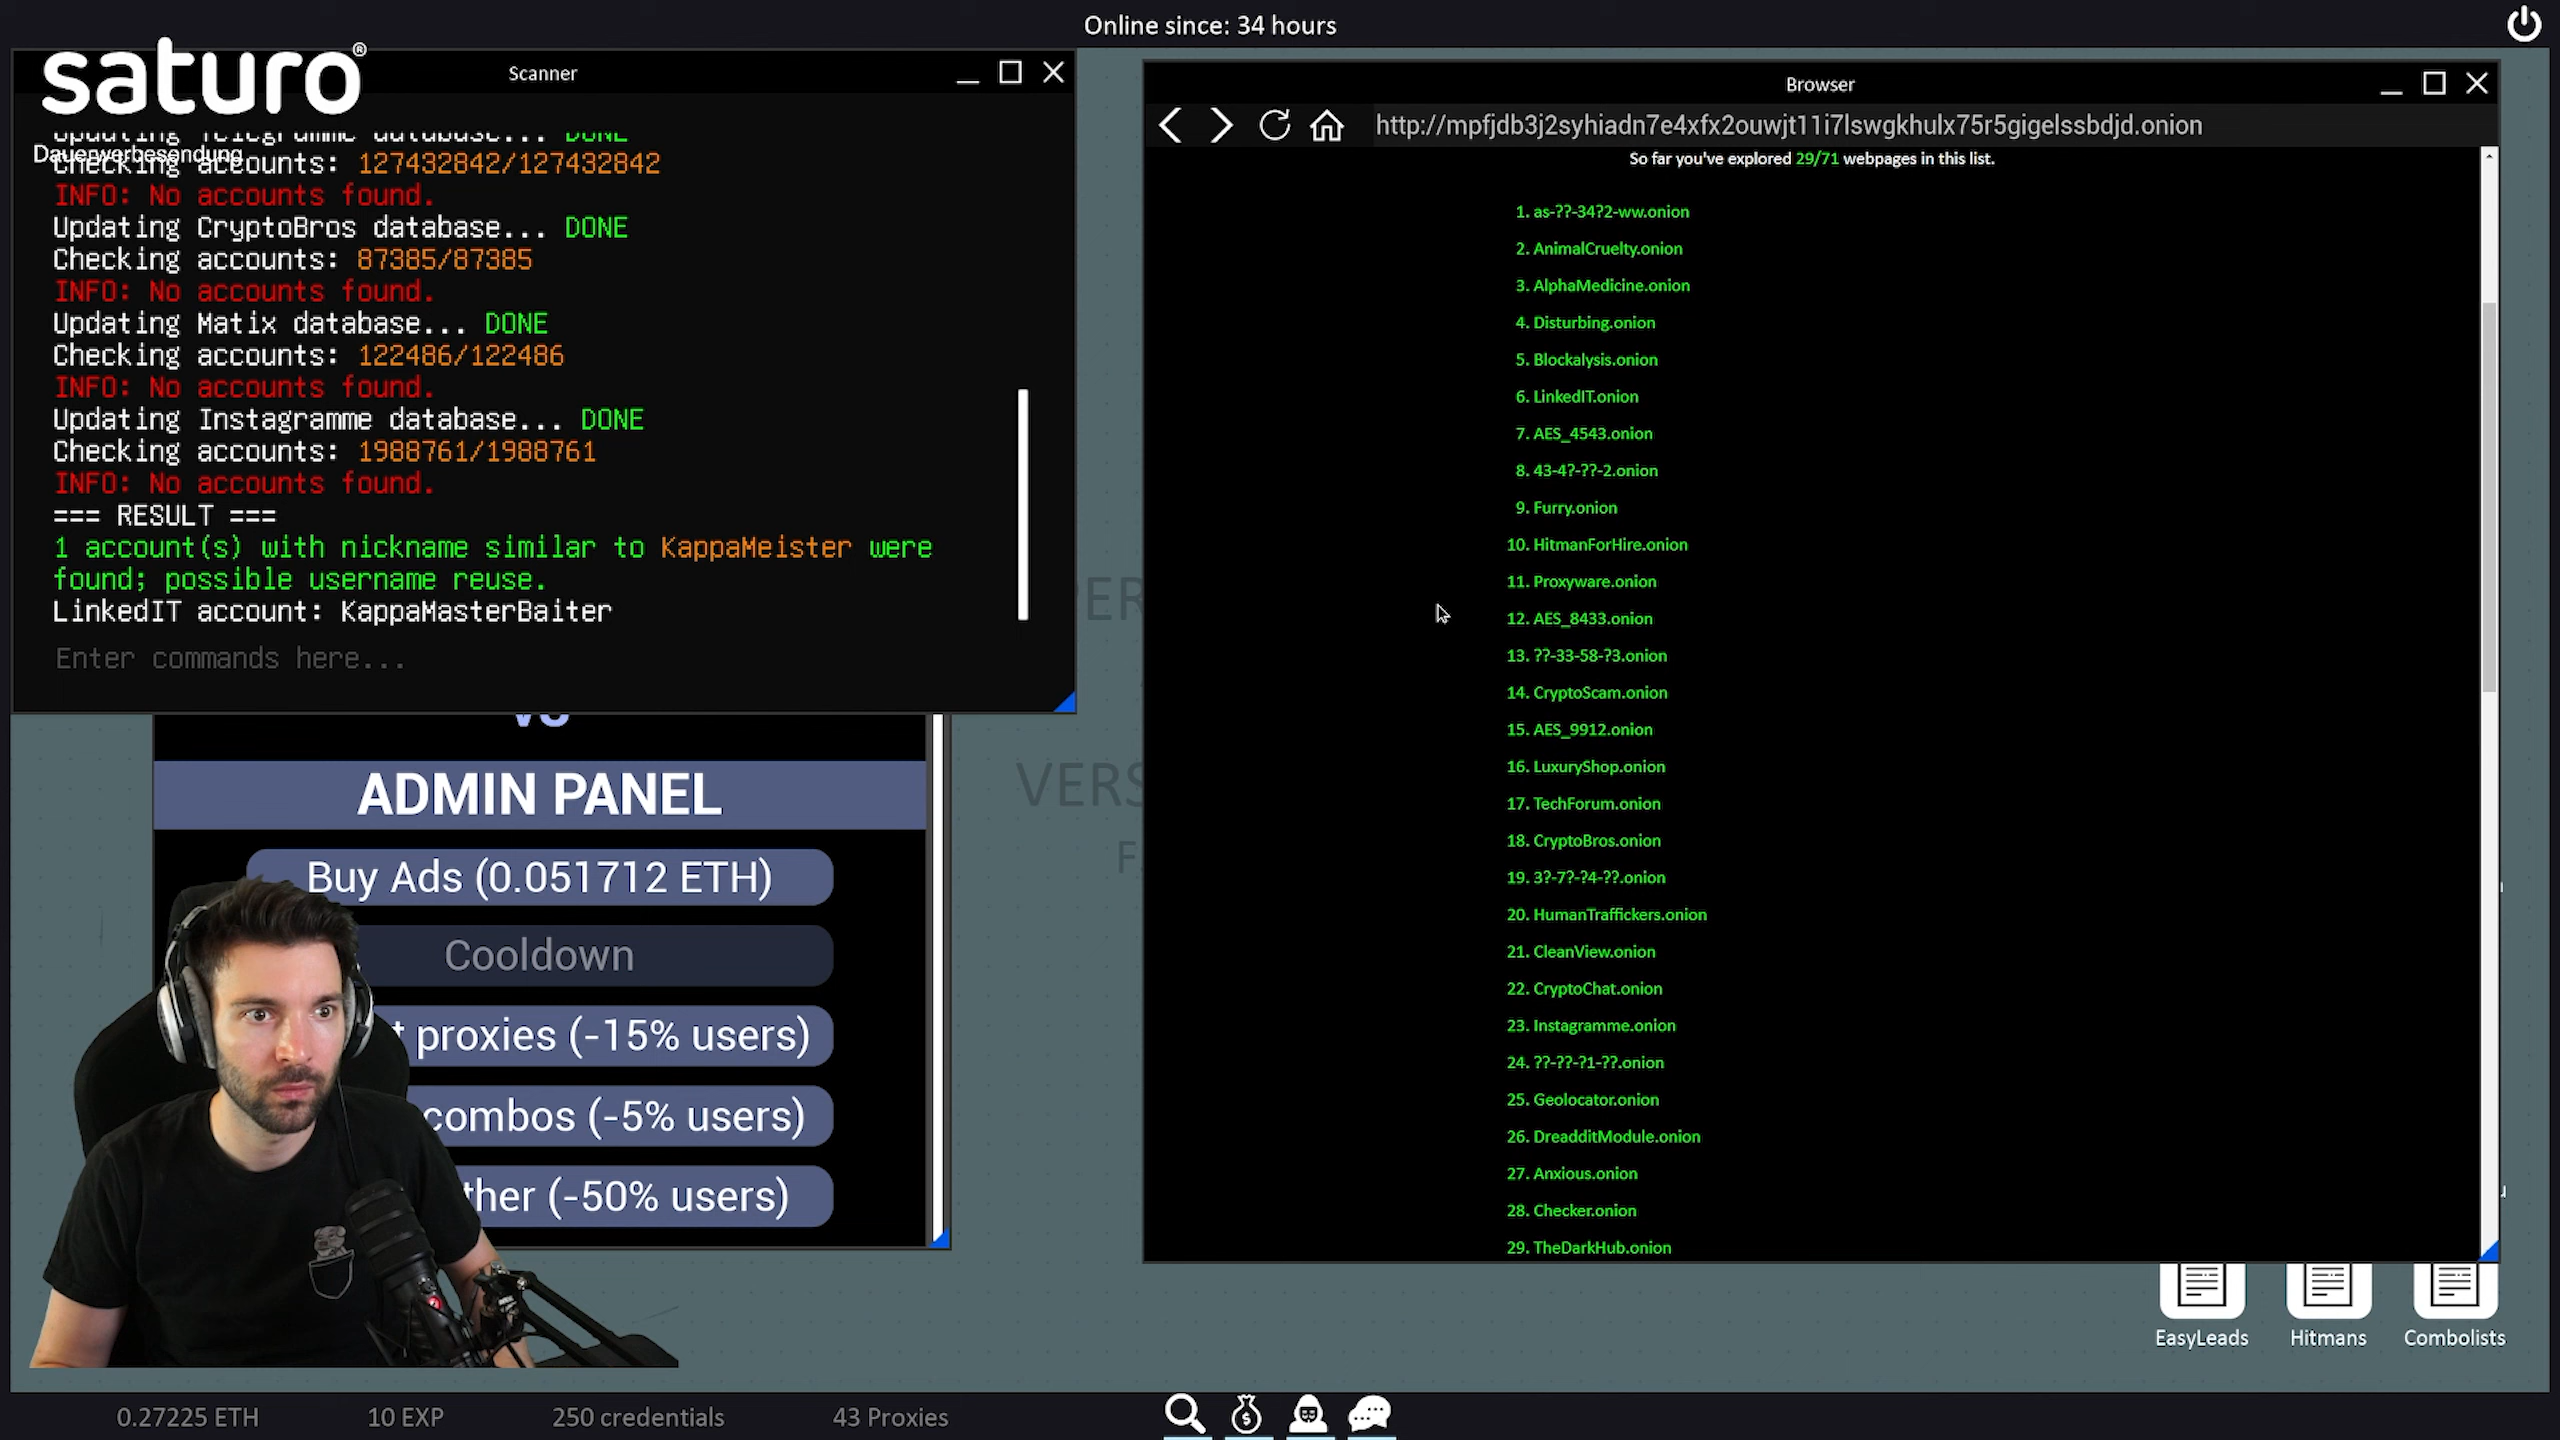 Online since: 34 hours
saturo®
Dauerwerbesendung
Scanner
Updating Telegramme database... DONE
Checking accounts: 127432842/127432842
INFO: No accounts found.
Updating CryptoBros database... DONE
Checking accounts: 87385/87385
INFO: No accounts found.
Updating Matix database... DONE
Checking accounts: 122486/122486
INFO: No accounts found.
Updating Instagramme database... DONE
Checking accounts: 1988761/1988761
INFO: No accounts found.
=== RESULT ===
1 account(s) with nickname similar to KappaMeister were
found; possible username reuse.
LinkedIT account: KappaMasterBaiter
Enter commands here...
ADMIN PANEL
Buy Ads (0.051712 ETH)
Cooldown
t proxies (-15% users)
combos (-5% users)
ther (-50% users)
PER
VERS
F
Browser
http://mpfjdb3j2syhiadn7e4xfx2ouwjt11i7lswgkhulx75r5gigelssbdjd.onion
So far you've explored 29/71 webpages in this list.
1. as-??-34?2-ww.onion
2. AnimalCruelty.onion
3. AlphaMedicine.onion
4. Disturbing.onion
5. Blockalysis.onion
6. LinkedIT.onion
7. AES_4543.onion
8. 43-4?-??-2.onion
9. Furry.onion
10. HitmanForHire.onion
11. Proxyware.onion
12. AES_8433.onion
13. ??-33-58-?3.onion
14. CryptoScam.onion
15. AES_9912.onion
16. LuxuryShop.onion
17. TechForum.onion
18. CryptoBros.onion
19. 3?-7?-?4-??.onion
20. HumanTraffickers.onion
21. CleanView.onion
22. CryptoChat.onion
23. Instagramme.onion
24. ??-??-?1-??.onion
25. Geolocator.onion
26. DreadditModule.onion
27. Anxious.onion
28. Checker.onion
29. TheDarkHub.onion
EasyLeads
Hitmans
Combolists
0.27225 ETH
10 EXP
250 credentials
43 Proxies